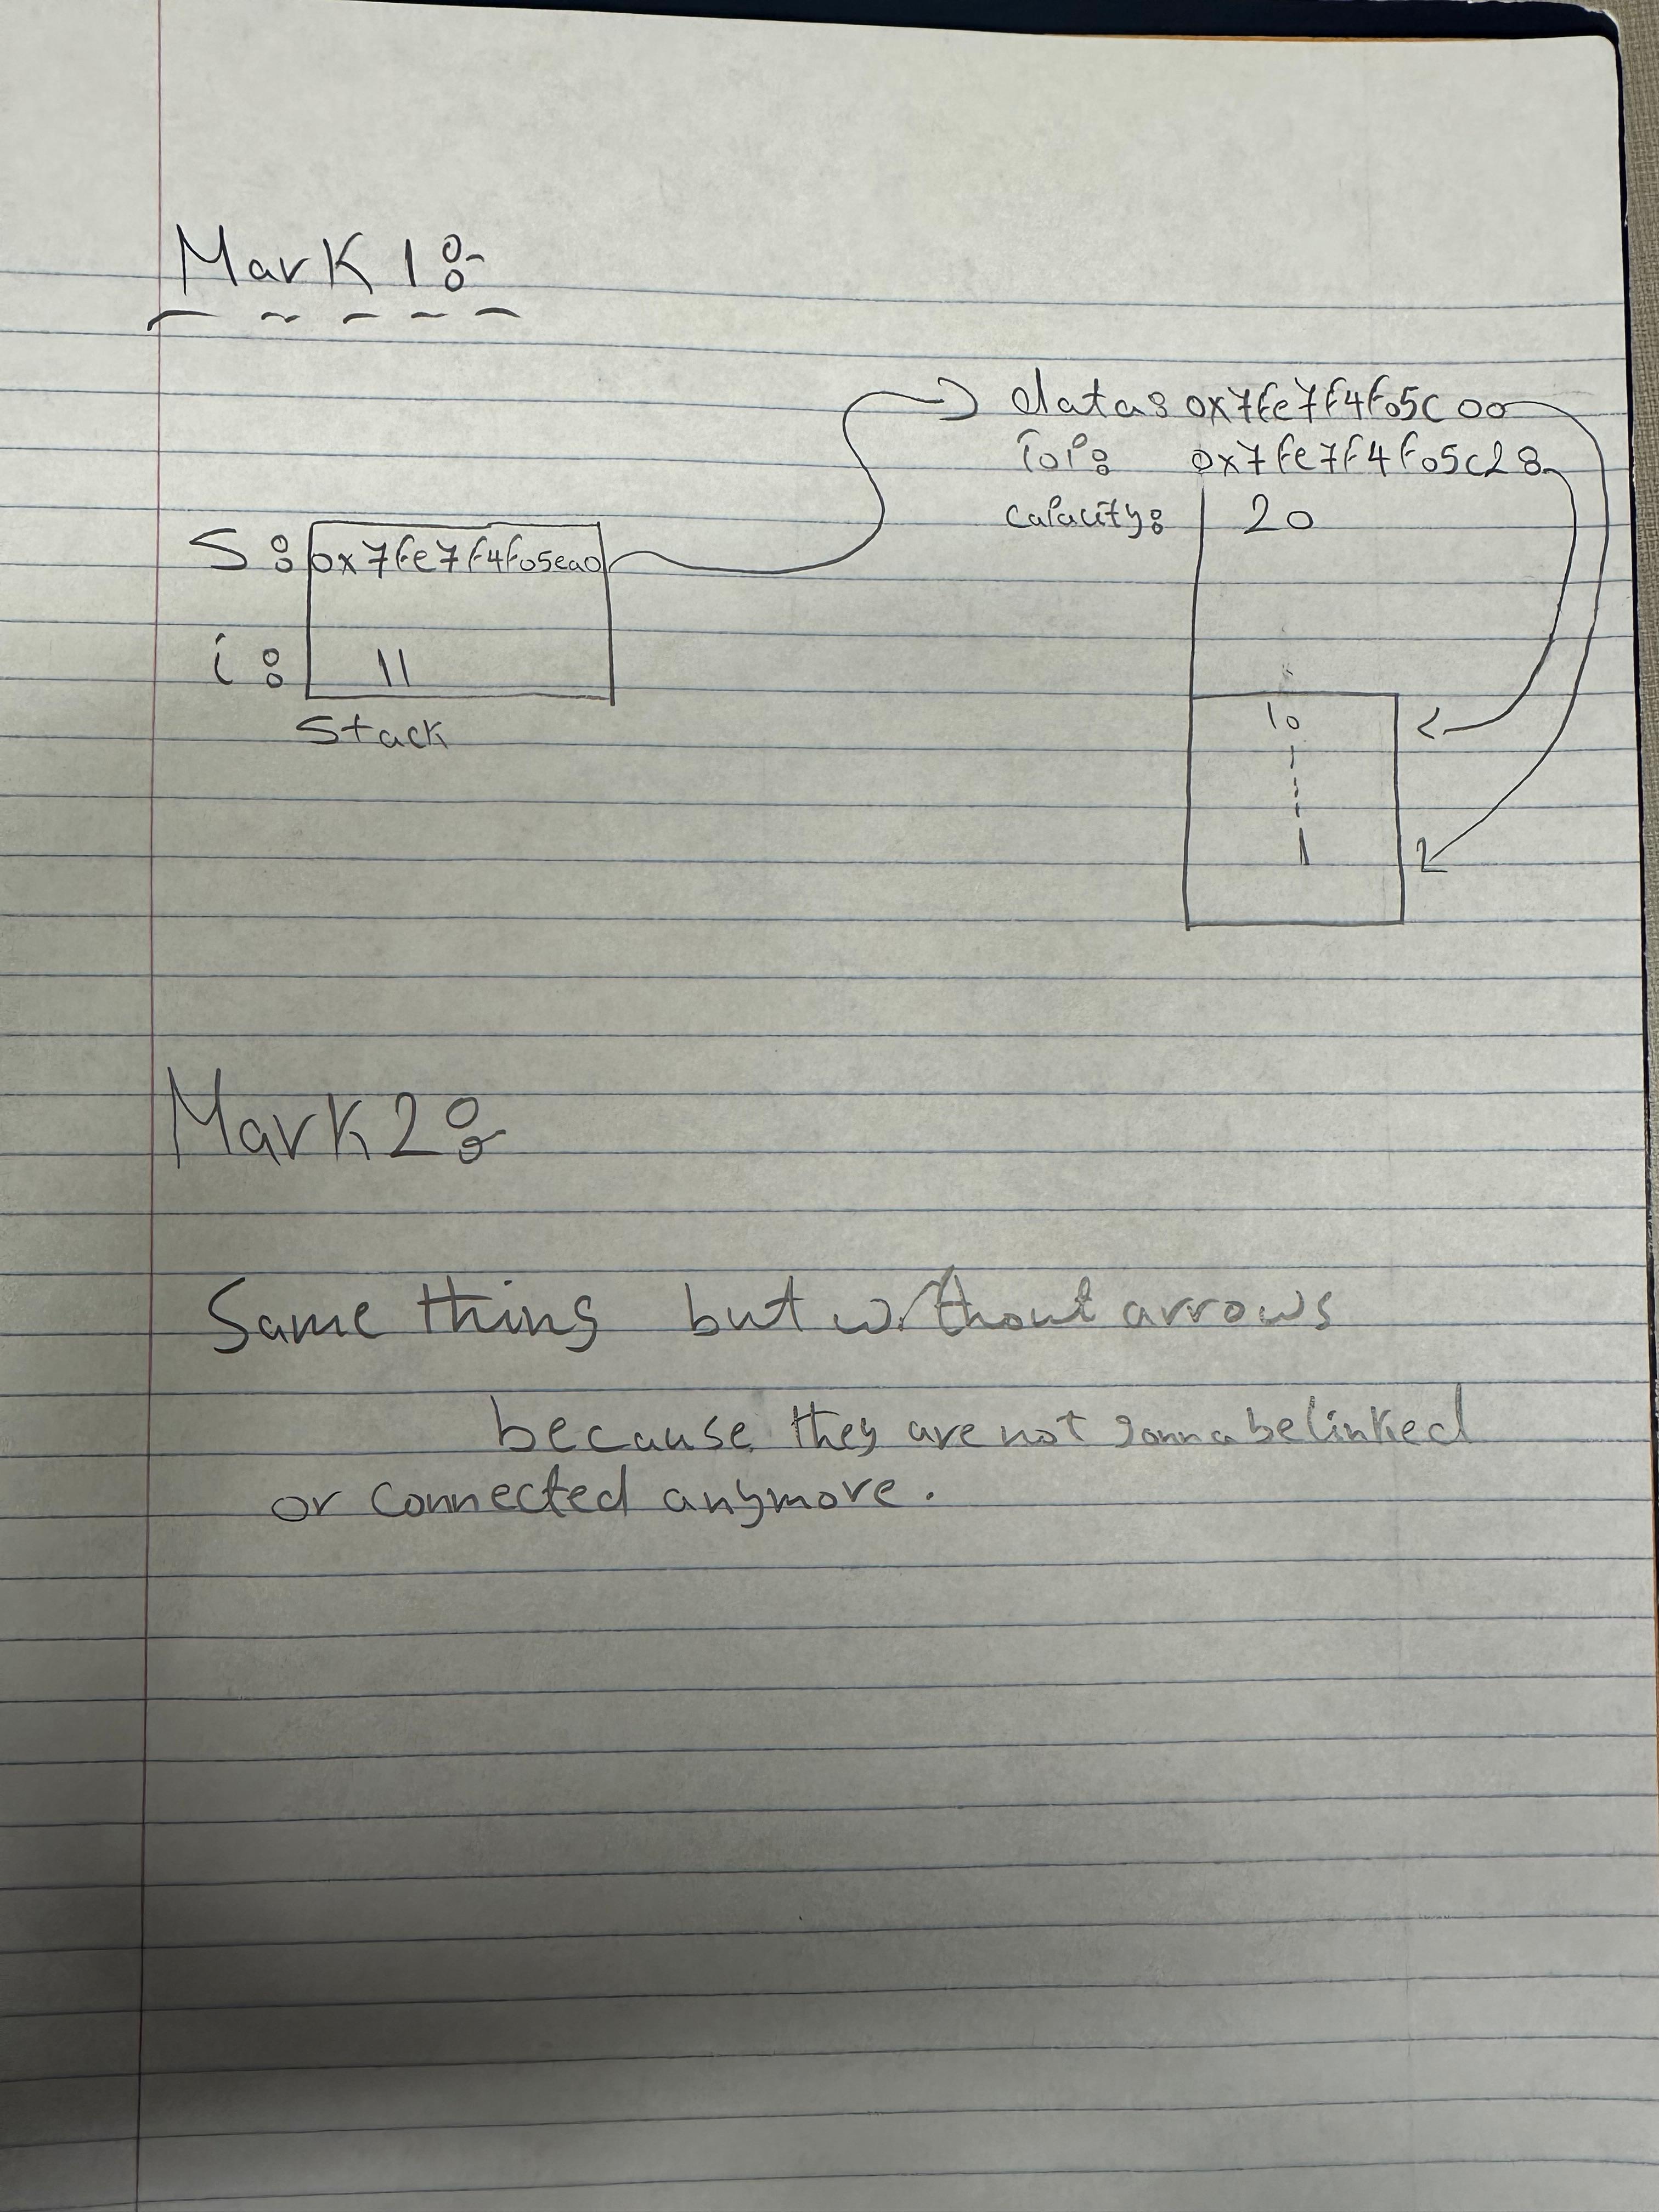 Mark 1:-
data: 0x7fe7f4f05c00
Top: 0x7fe7f4f05c28
capacity: 20
S: 0x7fe7f4f05ea0
i: 11
Stack
10
1
Mark 2:-
Same thing but without arrows
because they are not gonna be linked
or connected anymore.